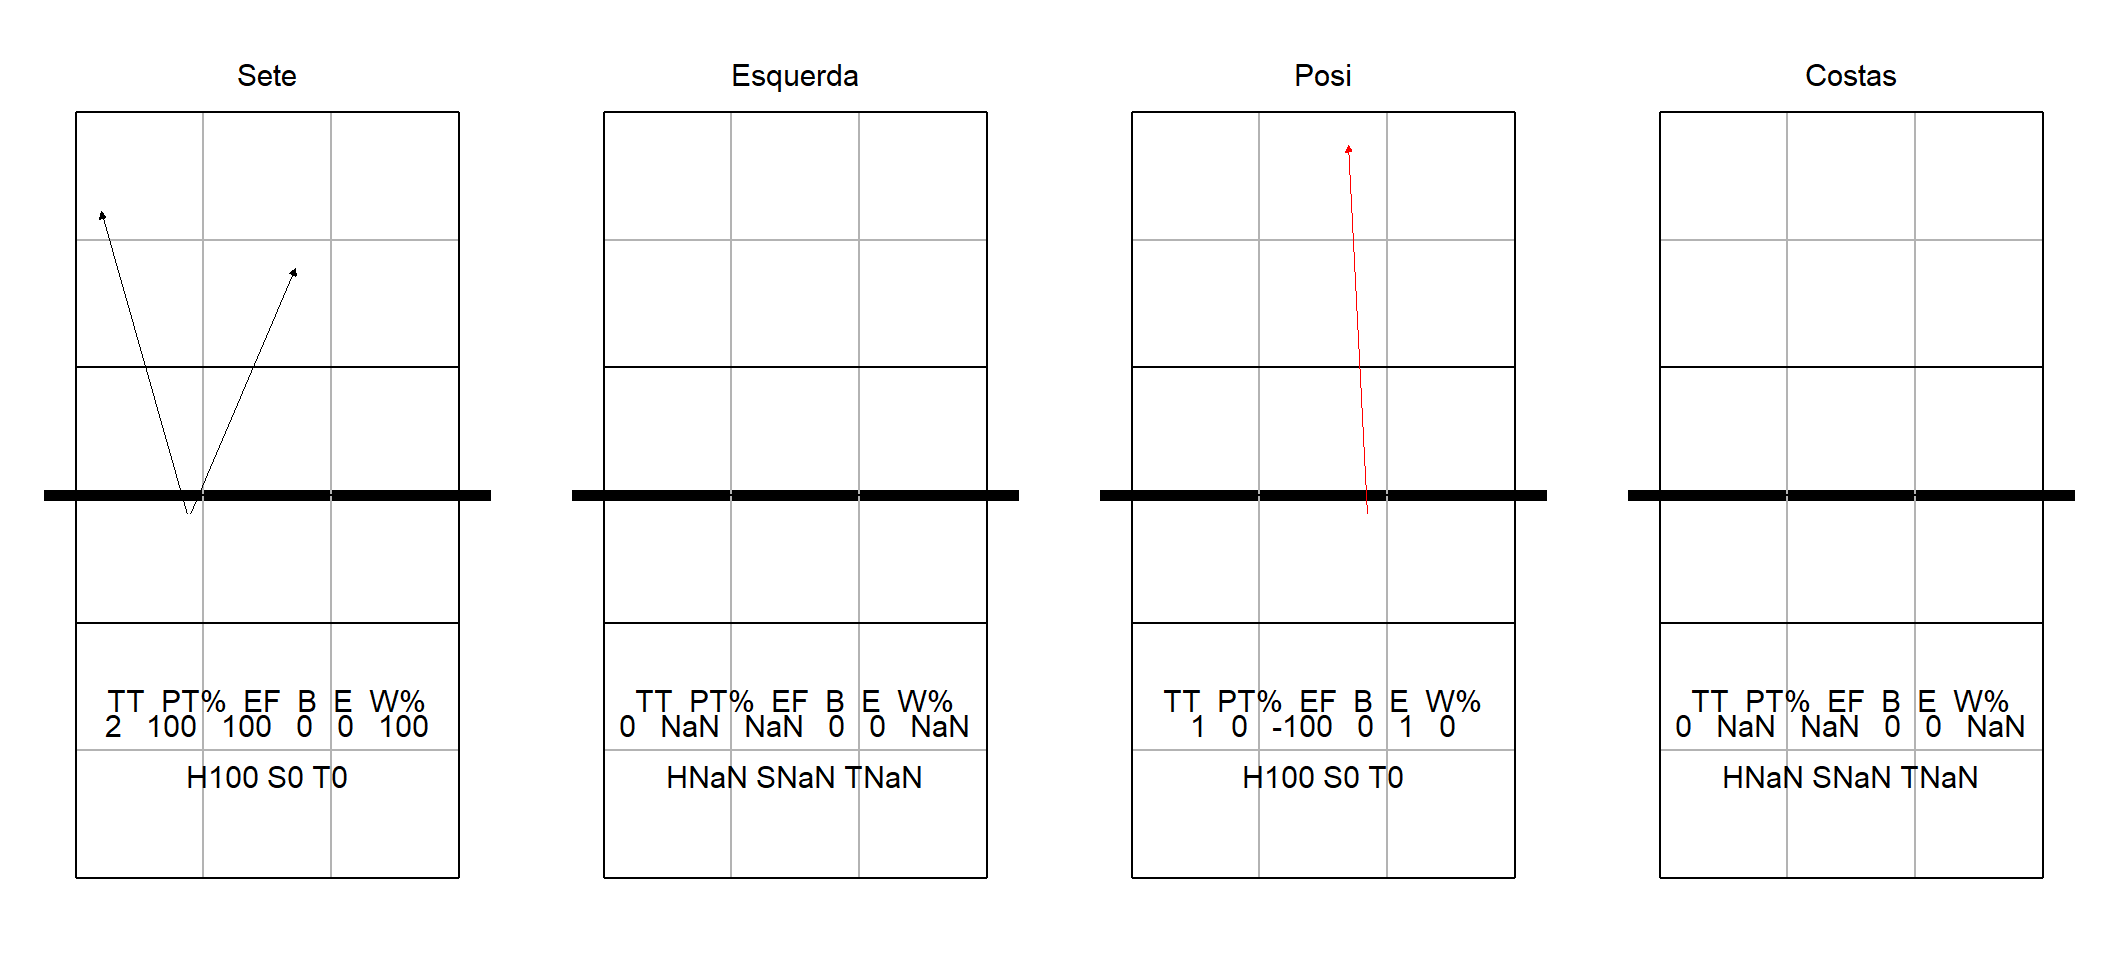 Sete
TT PT% EF B E W%
2 100 100 0 0 100
H100 S0 T0
Esquerda
TT PT% EF B E W%
0 NaN NaN 0 0 NaN
HNaN SNaN TNaN
Posi
TT PT% EF B E W%
1 0 -100 0 1 0
H100 S0 T0
Costas
TT PT% EF B E W%
0 NaN NaN 0 0 NaN
HNaN SNaN TNaN